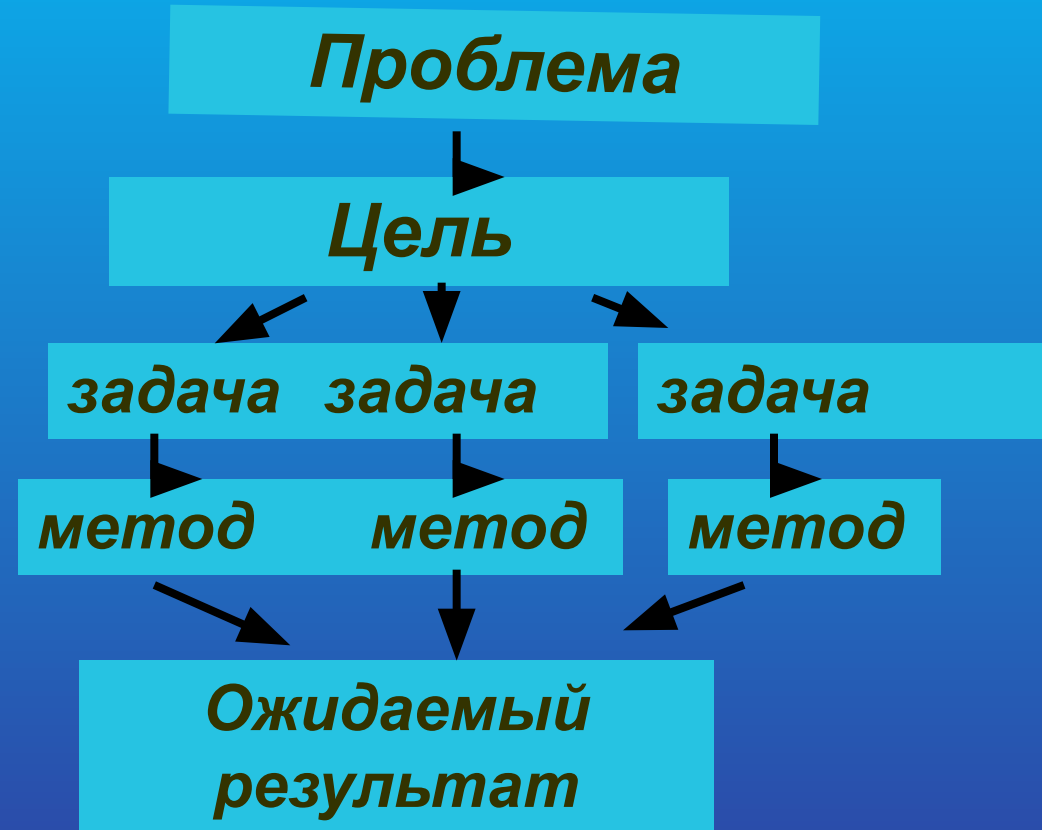 Проблема
Цель
задача задача задача
метод метод метод
Ожидаемый
результат